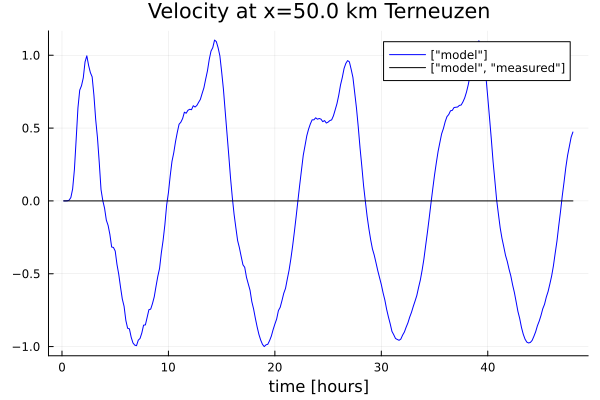 Velocity at x=50.0 km Terneuzen
["model"]
["model", "measured"]
1.0
0.5
0.0
−0.5
−1.0
0 10 20 30 40
time [hours]